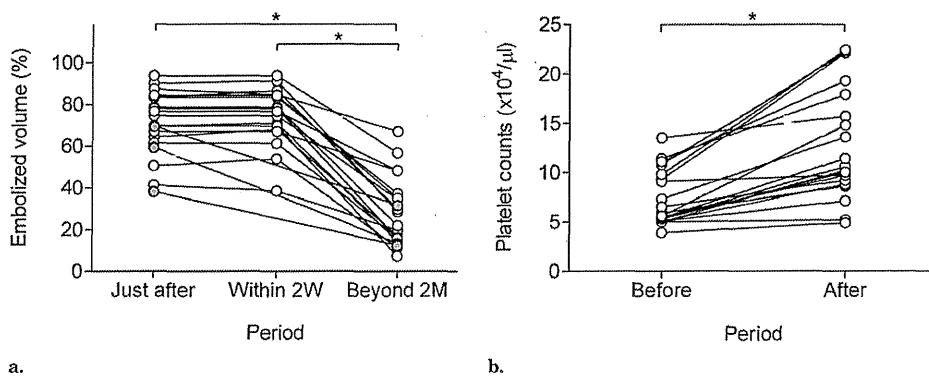 *
*
Embolized volume (%)
100
80
60
40
20
0
Just after Within 2W Beyond 2M
Period
a.
*
Platelet counts (x10⁴/μl)
25
20
15
10
5
0
Before After
Period
b.